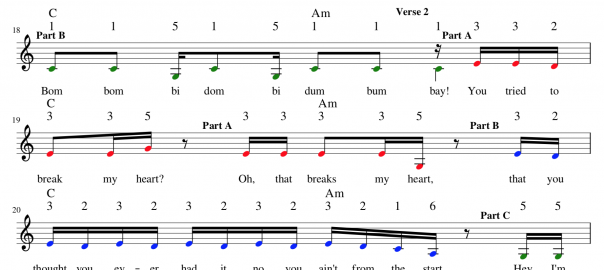 C Am Verse 2
1 1 5 1 5 1 1 1 3 3 2
18 Part B Part A
Bom bom bi dom bi dum bum bay! You tried to
C Am
3 3 5 3 3 3 3 5 3 2
19 Part A Part B
break my heart? Oh, that breaks my heart, that you
C Am
3 2 3 2 3 2 3 2 3 2 1 6 5 5
20 Part C
thought you ev - er had it no you ain't from the start Hey I'm